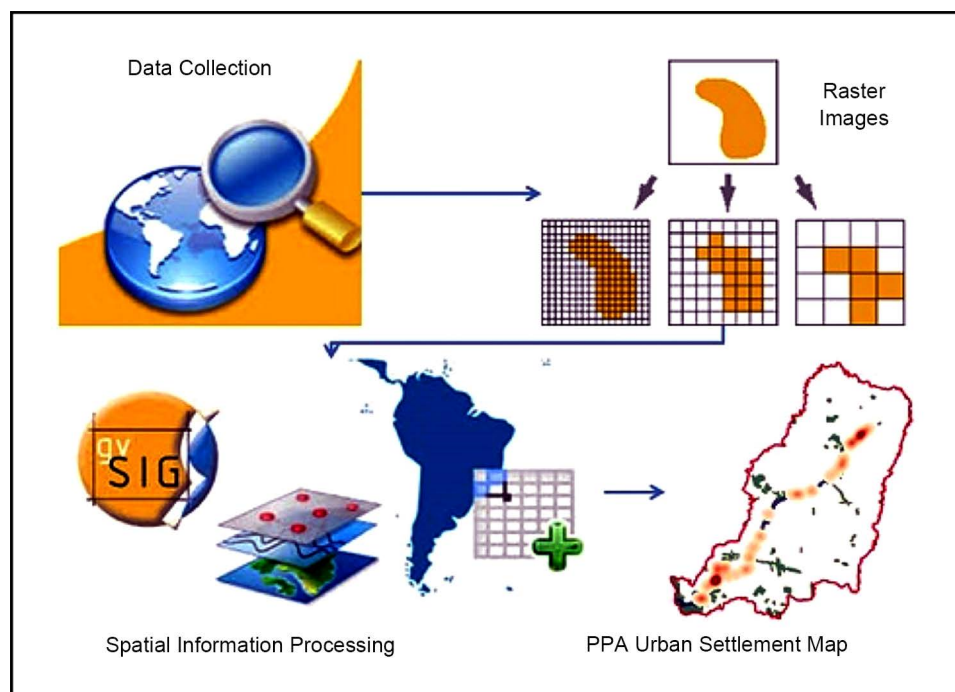 Data Collection
Raster
Images
gv
SIG
Spatial Information Processing
PPA Urban Settlement Map